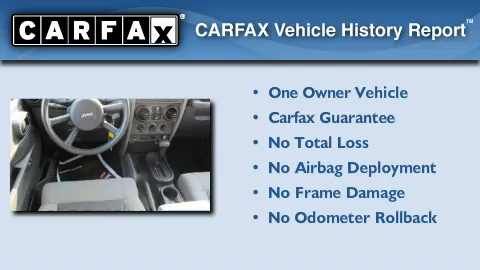 CARFAX®
CARFAX Vehicle History Report™
• One Owner Vehicle
• Carfax Guarantee
• No Total Loss
• No Airbag Deployment
• No Frame Damage
• No Odometer Rollback
Jeep